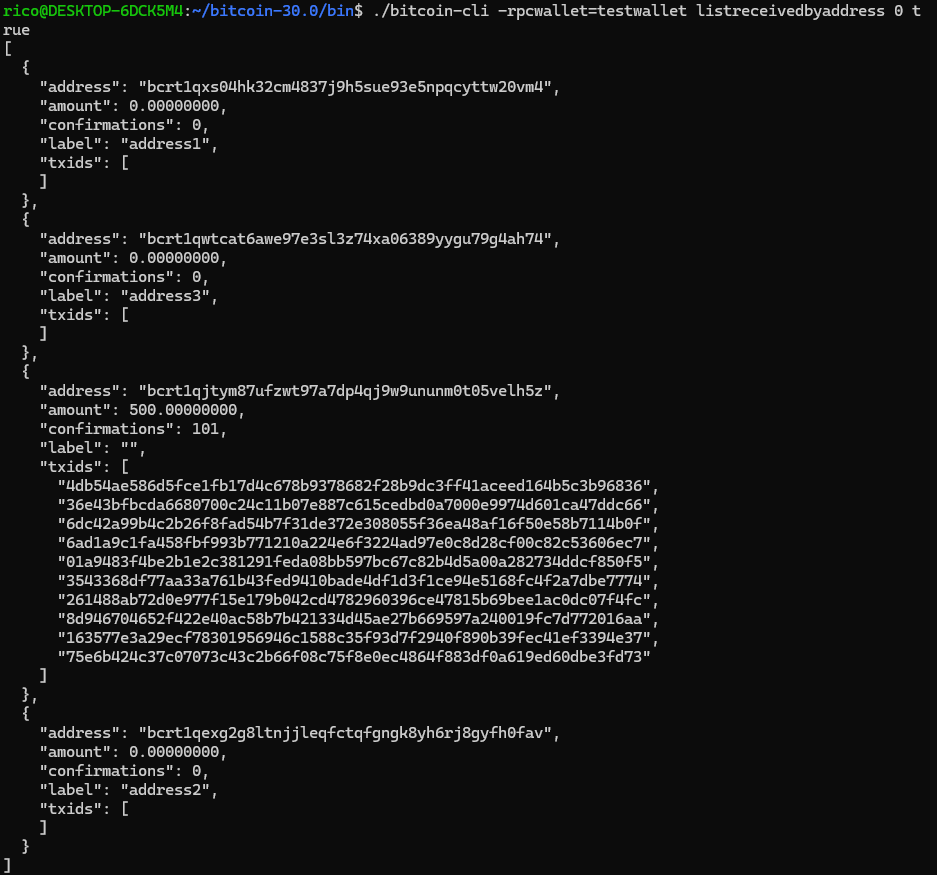 rico@DESKTOP-6DCK5M4:~/bitcoin-30.0/bin$ ./bitcoin-cli -rpcwallet=testwallet listreceivedbyaddress 0 t
rue
[
  {
    "address": "bcrt1qxs04hk32cm4837j9h5sue93e5npqcyttw20vm4",
    "amount": 0.00000000,
    "confirmations": 0,
    "label": "address1",
    "txids": [
    ]
  },
  {
    "address": "bcrt1qwtcat6awe97e3sl3z74xa06389yygu79g4ah74",
    "amount": 0.00000000,
    "confirmations": 0,
    "label": "address3",
    "txids": [
    ]
  },
  {
    "address": "bcrt1qjtym87ufzwt97a7dp4qj9w9ununm0t05velh5z",
    "amount": 500.00000000,
    "confirmations": 101,
    "label": "",
    "txids": [
      "4db54ae586d5fce1fb17d4c678b9378682f28b9dc3ff41aceed164b5c3b96836",
      "36e43bfbcda6680700c24c11b07e887c615cedbd0a7000e9974d601ca47ddc66",
      "6dc42a99b4c2b26f8fad54b7f31de372e308055f36ea48af16f50e58b7114b0f",
      "6ad1a9c1fa458fbf993b771210a224e6f3224ad97e0c8d28cf00c82c53606ec7",
      "01a9483f4be2b1e2c381291feda08bb597bc67c82b4d5a00a282734ddcf850f5",
      "3543368df77aa33a761b43fed9410bade4df1d3f1ce94e5168fc4f2a7dbe7774",
      "261488ab72d0e977f15e179b042cd4782960396ce47815b69bee1ac0dc07f4fc",
      "8d946704652f422e40ac58b7b421334d45ae27b669597a240019fc7d772016aa",
      "163577e3a29ecf78301956946c1588c35f93d7f2940f890b39fec41ef3394e37",
      "75e6b424c37c07073c43c2b66f08c75f8e0ec4864f883df0a619ed60dbe3fd73"
    ]
  },
  {
    "address": "bcrt1qexg2g8ltnjjleqfctqfgngk8yh6rj8gyfh0fav",
    "amount": 0.00000000,
    "confirmations": 0,
    "label": "address2",
    "txids": [
    ]
  }
]